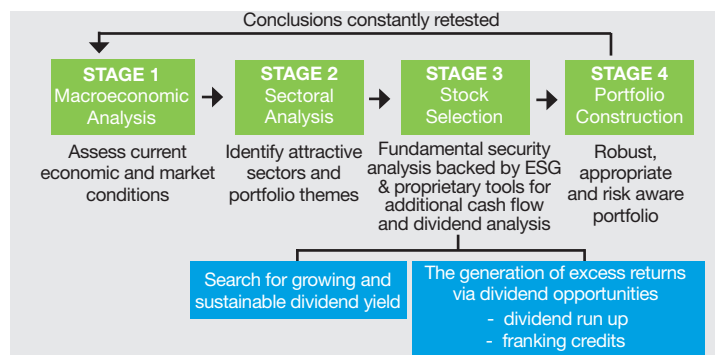 Conclusions constantly retested
STAGE 1
Macroeconomic
Analysis
STAGE 2
Sectoral
Analysis
STAGE 3
Stock
Selection
STAGE 4
Portfolio
Construction
Assess current
economic and market
conditions
Identify attractive
sectors and
portfolio themes
Fundamental security
analysis backed by ESG
& proprietary tools for
additional cash flow
and dividend analysis
Robust,
appropriate
and risk aware
portfolio
Search for growing and
sustainable dividend yield
The generation of excess returns
via dividend opportunities
- dividend run up
- franking credits